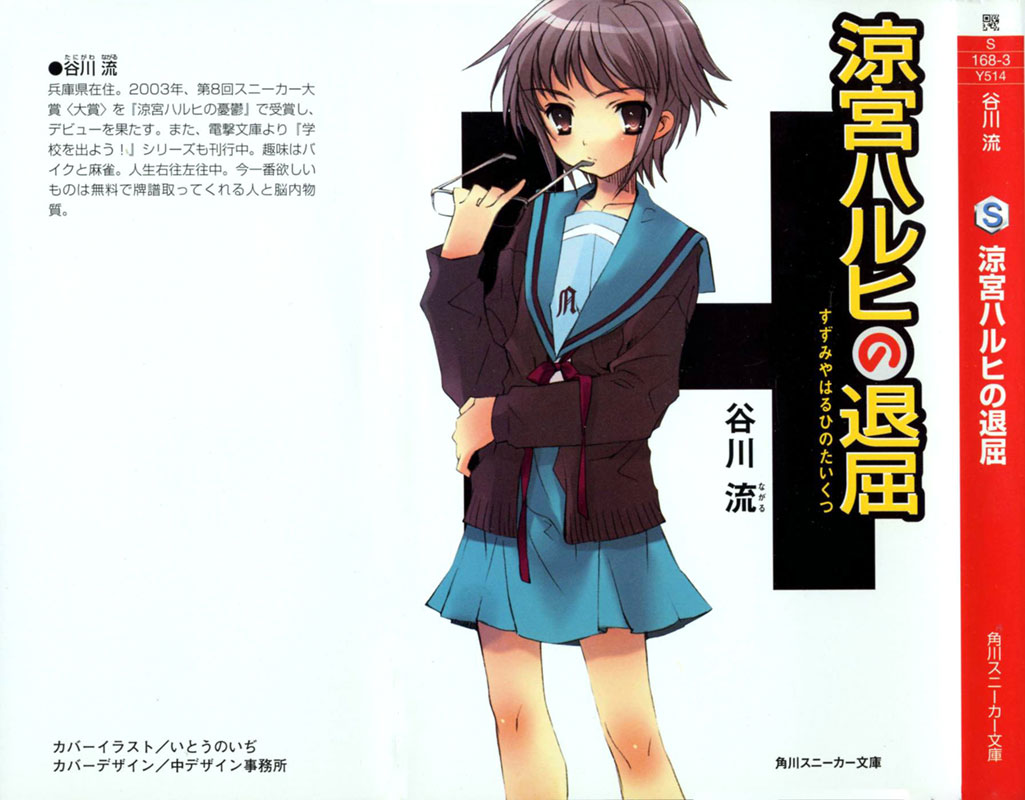 ●谷川 流
たにがわ ながる
兵庫県在住。2003年、第8回スニーカー大
賞〈大賞〉を『涼宮ハルヒの憂鬱』で受賞し、
デビューを果たす。また、電撃文庫より『学
校を出よう!』シリーズも刊行中。趣味はバ
イクと麻雀。人生右往左往中。今一番欲しい
ものは無料で牌譜取ってくれる人と脳内物
質。
カバーイラスト／いとうのいぢ
カバーデザイン／中デザイン事務所
涼宮ハルヒの退屈
すずみやはるひのたいくつ
谷川 流
ながる
角川スニーカー文庫
S
168-3
Y514
谷川 流
S
涼宮ハルヒの退屈
角川スニーカー文庫